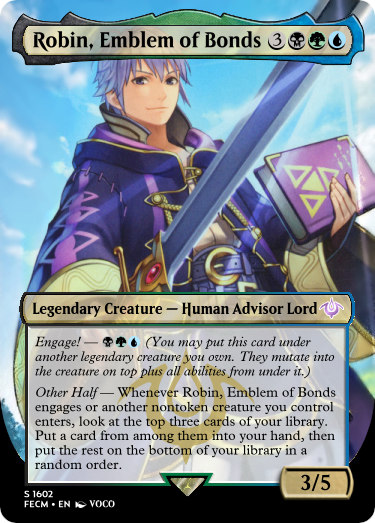 Robin, Emblem of Bonds 3
Legendary Creature — Human Advisor Lord
Engage! — (You may put this card under
another legendary creature you own. They mutate into
the creature on top plus all abilities from under it.)
Other Half — Whenever Robin, Emblem of Bonds
engages or another nontoken creature you control
enters, look at the top three cards of your library.
Put a card from among them into your hand, then
put the rest on the bottom of your library in a
random order.
3/5
S 1602
FECM • EN VOCO